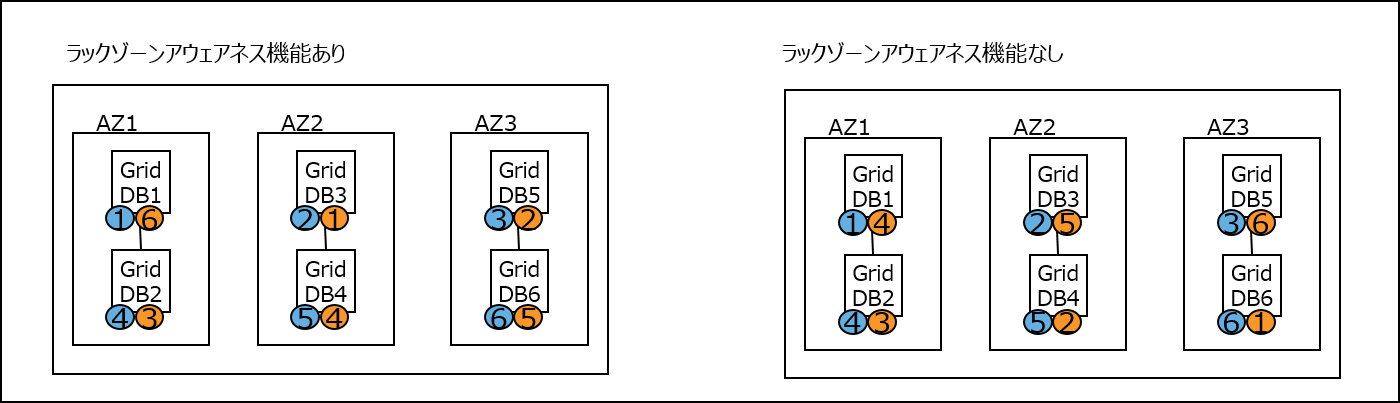 ラックゾーンアウェアネス機能あり
AZ1 AZ2 AZ3
Grid DB1 Grid DB3 Grid DB5
1 6 2 1 3 2
Grid DB2 Grid DB4 Grid DB6
4 3 5 4 6 5
ラックゾーンアウェアネス機能なし
AZ1 AZ2 AZ3
Grid DB1 Grid DB3 Grid DB5
1 4 2 5 3 6
Grid DB2 Grid DB4 Grid DB6
4 3 5 2 6 1